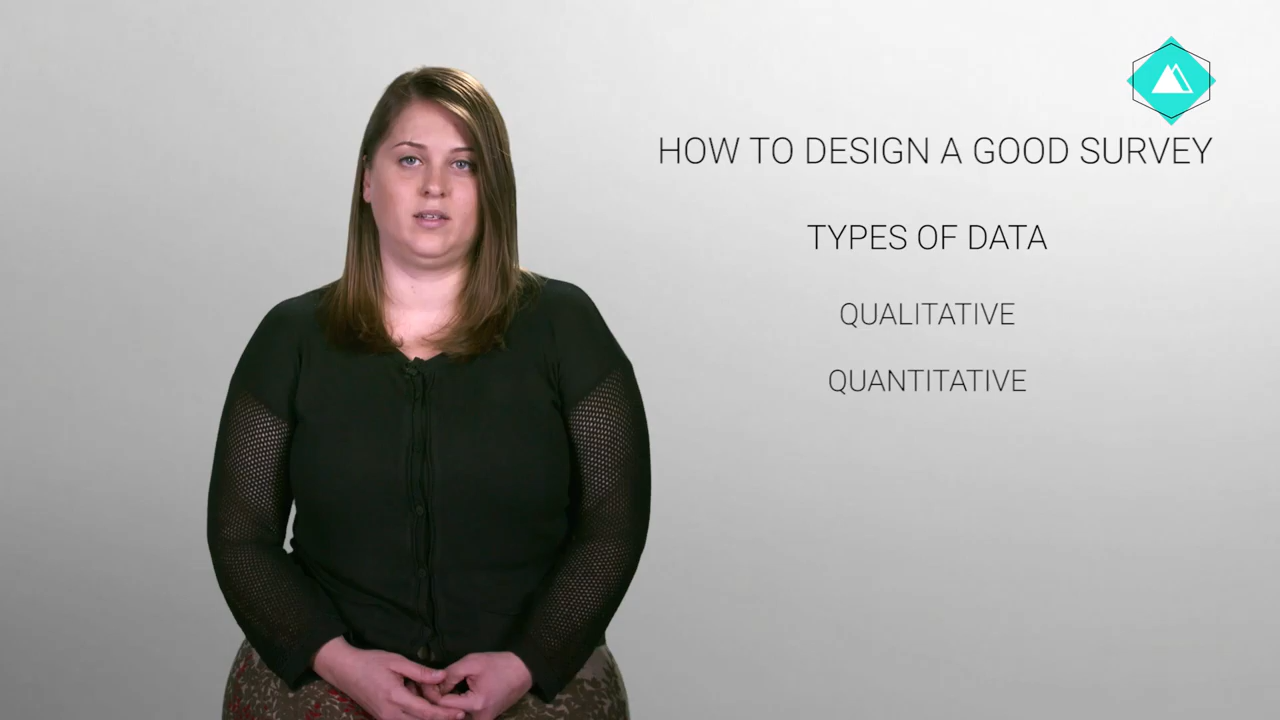 HOW TO DESIGN A GOOD SURVEY
TYPES OF DATA
QUALITATIVE
QUANTITATIVE